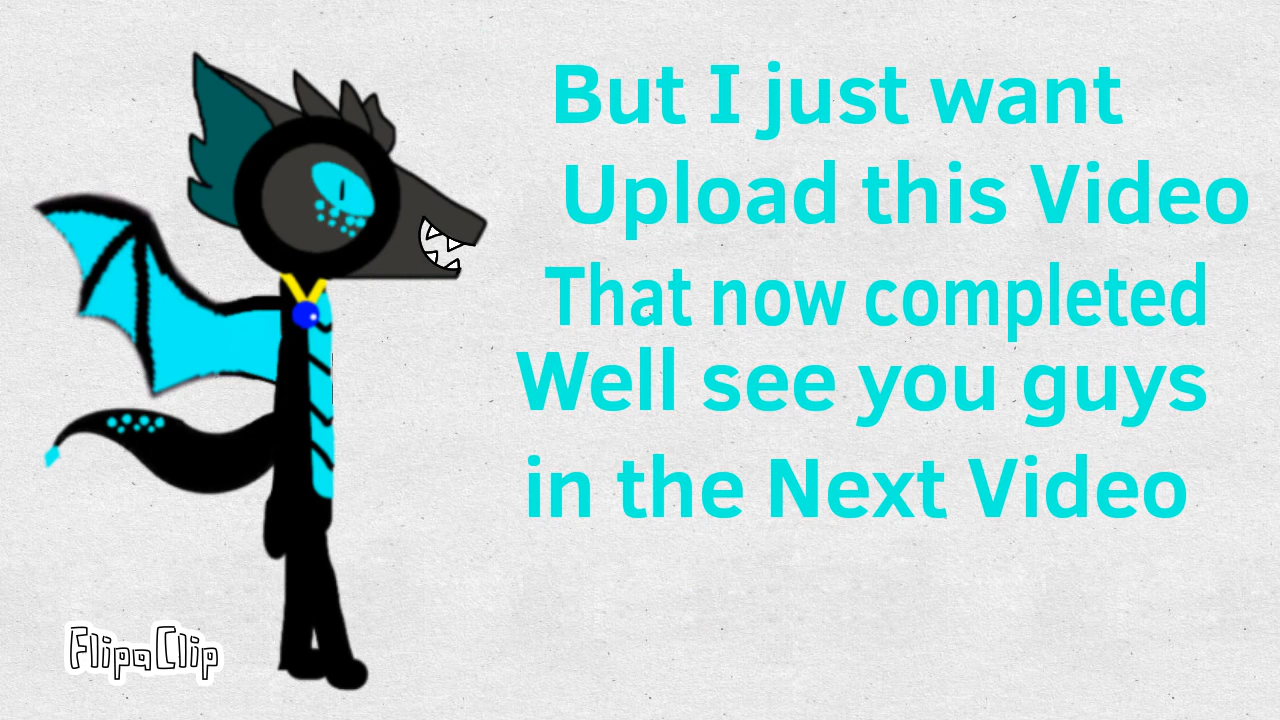 But I just want
Upload this Video
That now completed
Well see you guys
in the Next Video
FlipaClip